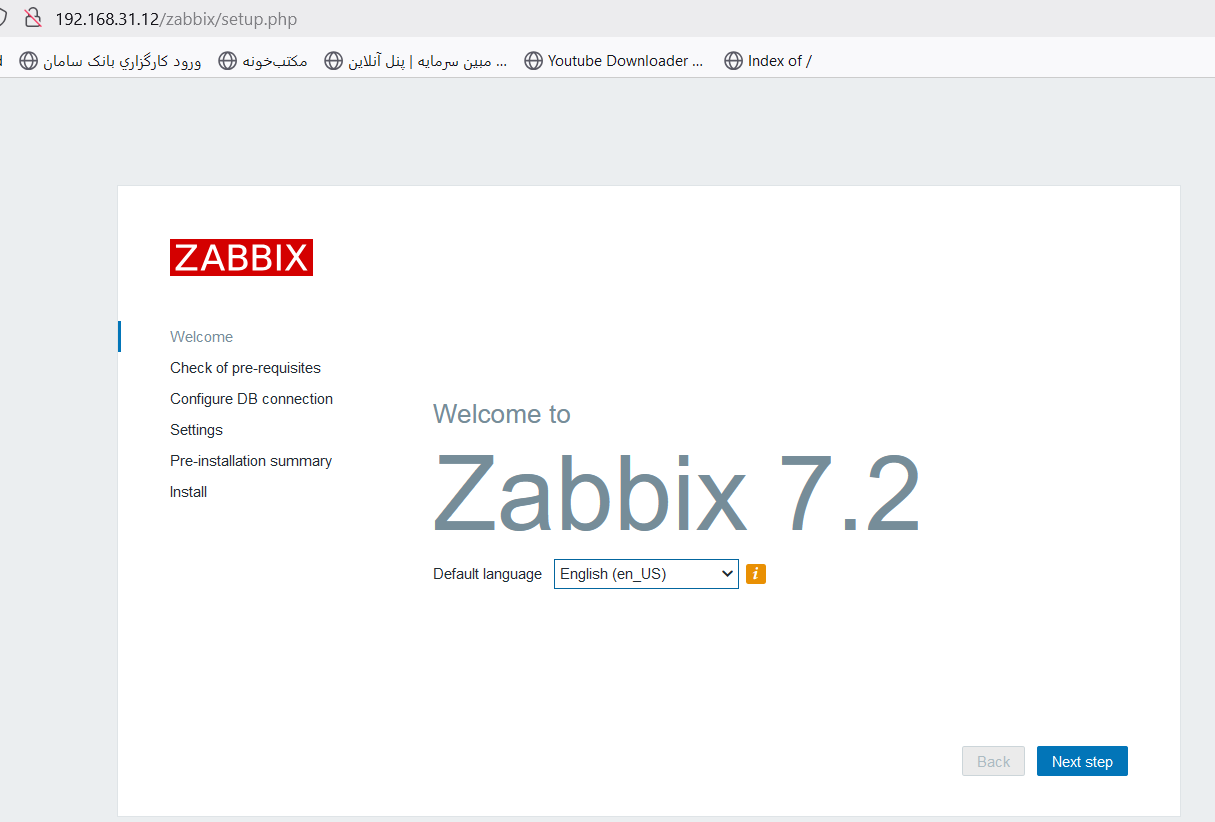 192.168.31.12/zabbix/setup.php
ورود کارگزاري بانک سامان مکتب‌خونه مبین سرمایه | پنل آنلاین ... Youtube Downloader ... Index of /
ZABBIX
Welcome
Check of pre-requisites
Configure DB connection
Settings
Pre-installation summary
Install
Welcome to
Zabbix 7.2
Default language English (en_US) i
Back Next step